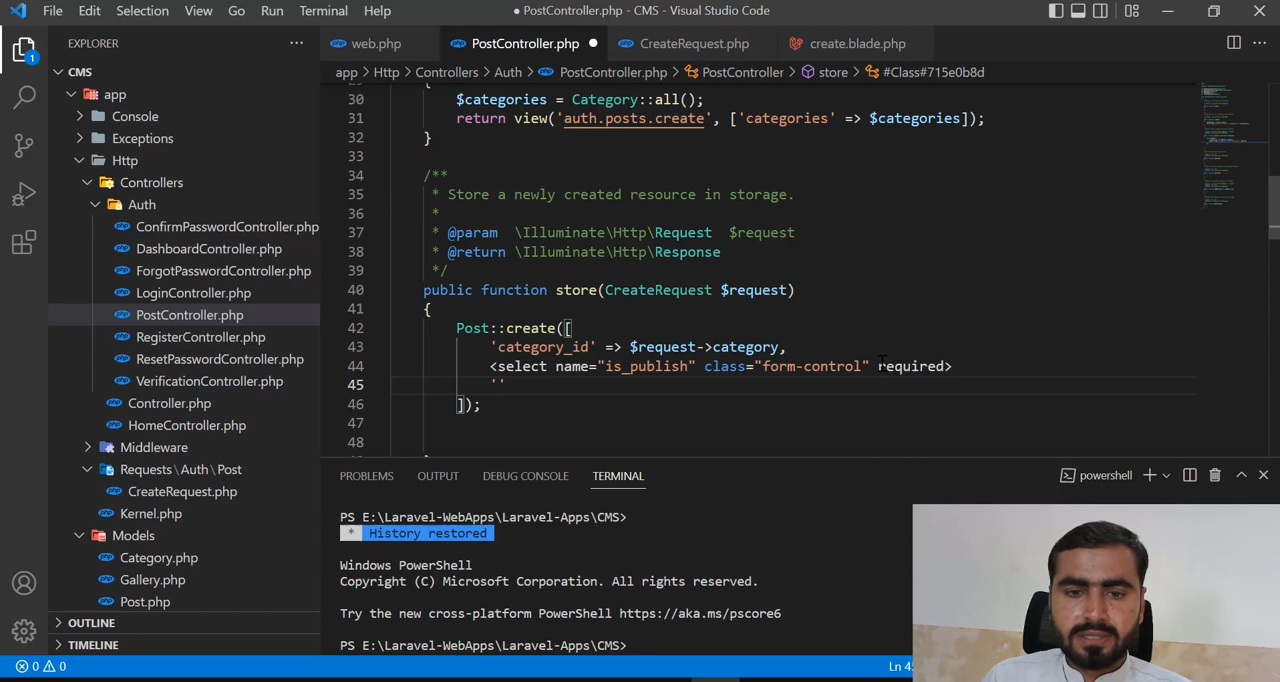 File Edit Selection View Go Run Terminal Help
● PostController.php - CMS - Visual Studio Code
EXPLORER
CMS
app
Console
Exceptions
Http
Controllers
Auth
ConfirmPasswordController.php
DashboardController.php
ForgotPasswordController.php
LoginController.php
PostController.php
RegisterController.php
ResetPasswordController.php
VerificationController.php
Controller.php
HomeController.php
Middleware
Requests\Auth\Post
CreateRequest.php
Kernel.php
Models
Category.php
Gallery.php
Post.php
OUTLINE
TIMELINE
1
web.php PostController.php ● CreateRequest.php create.blade.php
app > Http > Controllers > Auth > PostController.php > PostController > store > #Class#715e0b8d
30 $categories = Category::all();
31 return view('auth.posts.create', ['categories' => $categories]);
32 }
33
34 /**
35 * Store a newly created resource in storage.
36 *
37 * @param \Illuminate\Http\Request $request
38 * @return \Illuminate\Http\Response
39 */
40 public function store(CreateRequest $request)
41 {
42 Post::create([
43 'category_id' => $request->category,
44 <select name="is_publish" class="form-control" required>
45 ''
46 ]);
47
48
PROBLEMS OUTPUT DEBUG CONSOLE TERMINAL
powershell
PS E:\Laravel-WebApps\Laravel-Apps\CMS>
* History restored
Windows PowerShell
Copyright (C) Microsoft Corporation. All rights reserved.
Try the new cross-platform PowerShell https://aka.ms/pscore6
PS E:\Laravel-WebApps\Laravel-Apps\CMS>
0 0